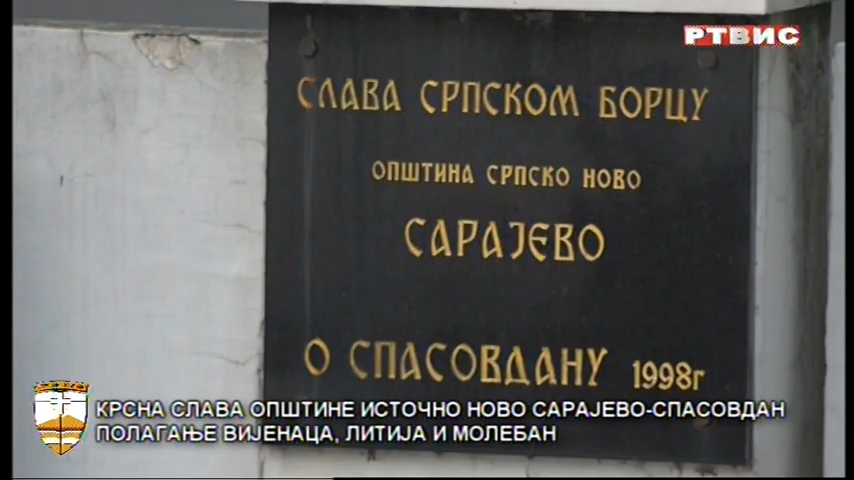 РТВИС
СЛАВА СРПСКОМ БОРЦУ
ОПШТИНА СРПСКО НОВО
САРАЈЕВО
О СПАСОВДАНУ 1998г
КРСНА СЛАВА ОПШТИНЕ ИСТОЧНО НОВО САРАЈЕВО-СПАСОВДАН
ПОЛАГАЊЕ ВИЈЕНАЦА, ЛИТИЈА И МОЛЕБАН